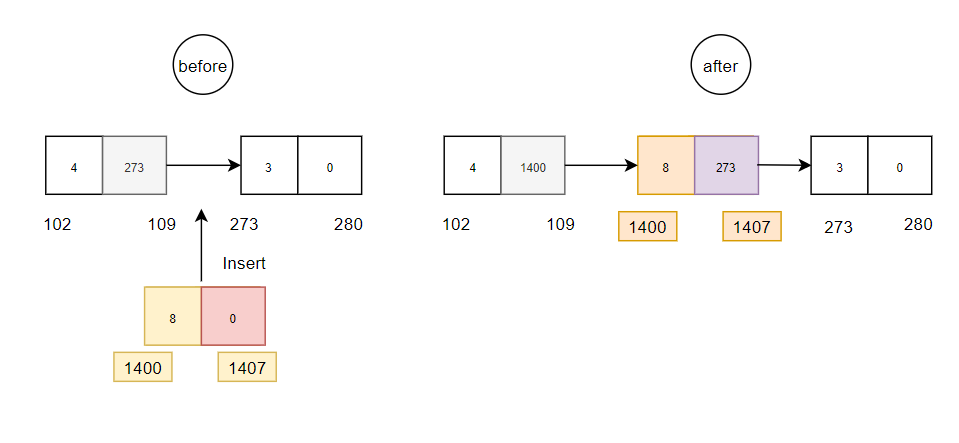 before
after
4 273
3 0
4 1400
8 273
3 0
102 109 273 280
102 109 1400 1407 273 280
Insert
8 0
1400 1407